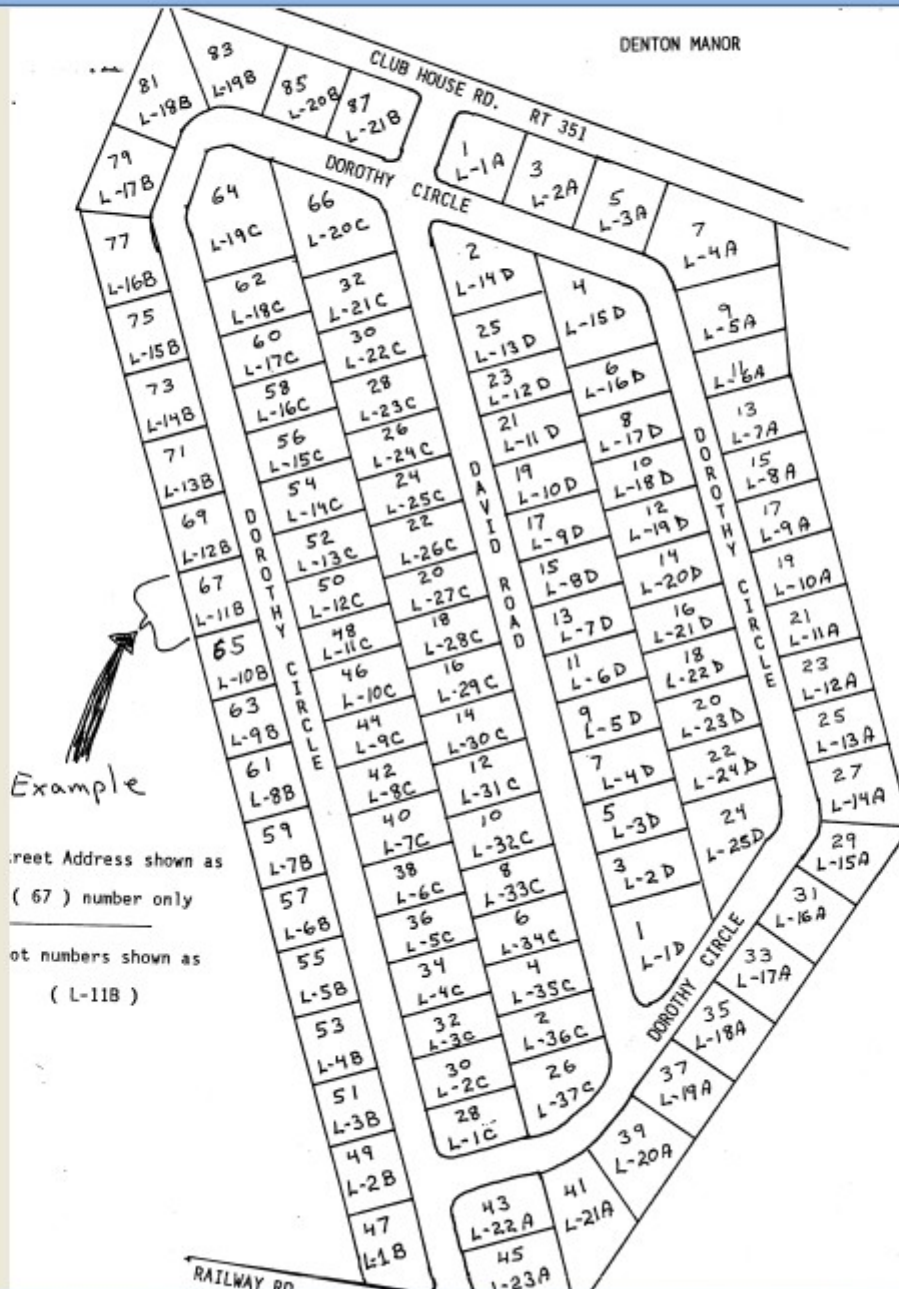 DENTON MANOR
CLUB HOUSE RD. RT 351
DOROTHY CIRCLE
81
L-18B
83
L-19B
85
L-20B
87
L-21B
1
L-1A
3
L-2A
5
L-3A
7
L-4A
9
L-5A
11
L-6A
13
L-7A
15
L-8A
17
L-9A
19
L-10A
21
L-11A
23
L-12A
25
L-13A
27
L-14A
29
L-15A
31
L-16A
33
L-17A
35
L-18A
37
L-19A
39
L-20A
41
L-21A
43
L-22A
45
L-23A
79
L-17B
77
L-16B
75
L-15B
73
L-14B
71
L-13B
69
L-12B
67
L-11B
65
L-10B
63
L-9B
61
L-8B
59
L-7B
57
L-6B
55
L-5B
53
L-4B
51
L-3B
49
L-2B
47
L-1B
DOROTHY CIRCLE
64
L-19C
62
L-18C
60
L-17C
58
L-16C
56
L-15C
54
L-14C
52
L-13C
50
L-12C
48
L-11C
46
L-10C
44
L-9C
42
L-8C
40
L-7C
38
L-6C
36
L-5C
34
L-4C
32
L-3C
30
L-2C
28
L-1C
66
L-20C
32
L-21C
30
L-22C
28
L-23C
26
L-24C
24
L-25C
22
L-26C
20
L-27C
18
L-28C
16
L-29C
14
L-30C
12
L-31C
10
L-32C
8
L-33C
6
L-34C
4
L-35C
2
L-36C
26
L-37C
DAVID ROAD
2
L-14D
25
L-13D
23
L-12D
21
L-11D
19
L-10D
17
L-9D
15
L-8D
13
L-7D
11
L-6D
9
L-5D
7
L-4D
5
L-3D
3
L-2D
1
L-1D
4
L-15D
6
L-16D
8
L-17D
10
L-18D
12
L-19D
14
L-20D
16
L-21D
18
L-22D
20
L-23D
22
L-24D
24
L-25D
DOROTHY CIRCLE
DOROTHY CIRCLE
Example
reet Address shown as
( 67 ) number only
ot numbers shown as
( L-11B )
RAILWAY RD